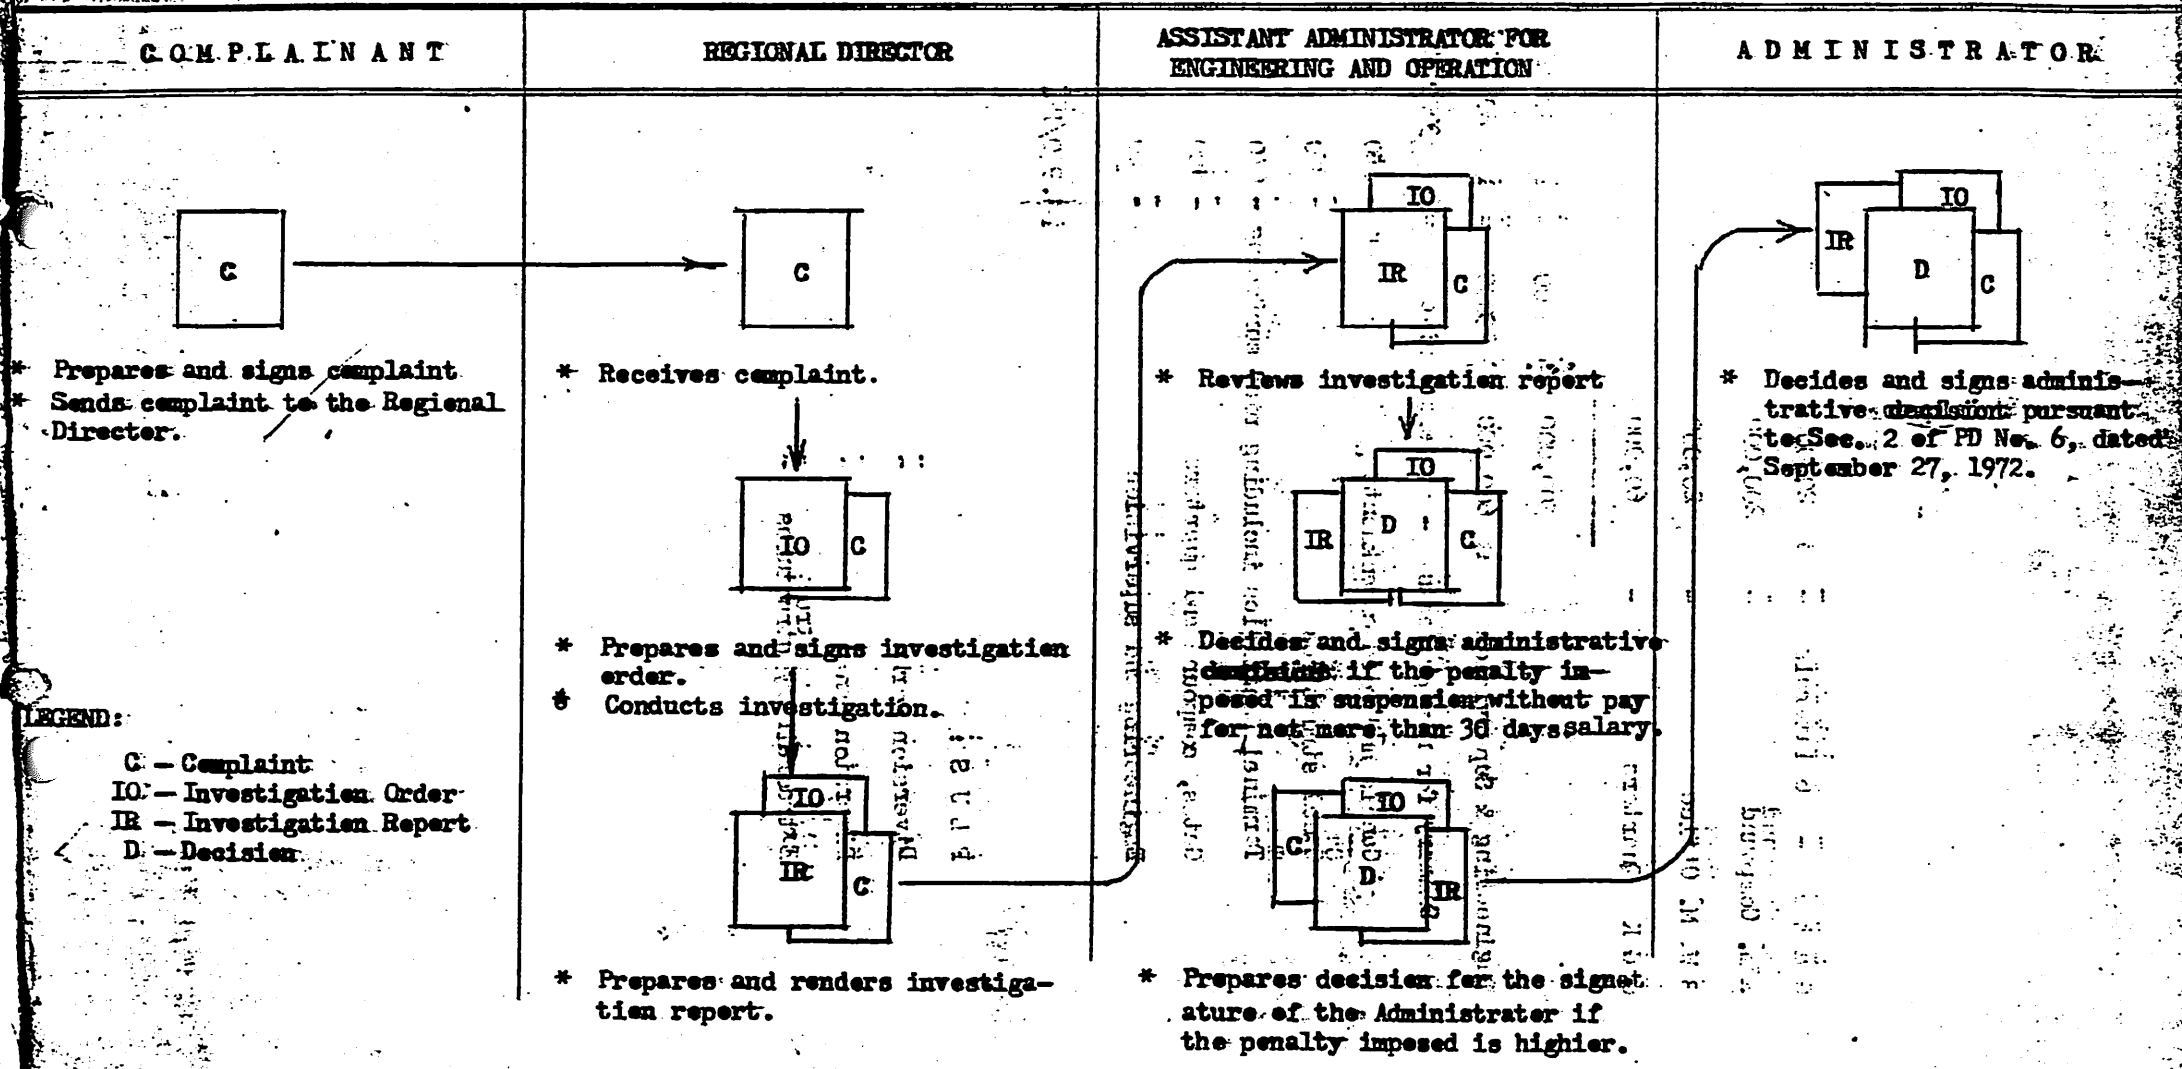 COMPLAINANT
REGIONAL DIRECTOR
ASSISTANT ADMINISTRATOR FOR
ENGINEERING AND OPERATION
ADMINISTRATOR
C
* Prepares and signs complaint
* Sends complaint to the Regional
Director.
LEGEND:
C - Complaint
IO - Investigation Order
IR - Investigation Report
D - Decision
C
* Receives complaint.
IO
C
* Prepares and signs investigation
order.
* Conducts investigation.
IO
IR
C
* Prepares and renders investiga-
tion report.
IO
IR
C
* Reviews investigation report
IO
IR
D
C
* Decides and signs administrative
if the penalty im-
posed is suspension without pay
for not more than 30 days salary.
IO
C
D
IR
* Prepares decision for the signat
ature of the Administrator if
the penalty imposed is highier.
IO
IR
D
C
* Decides and signs adminis-
trative decision pursuant
to Sec. 2 of PD No. 6, dated
September 27, 1972.